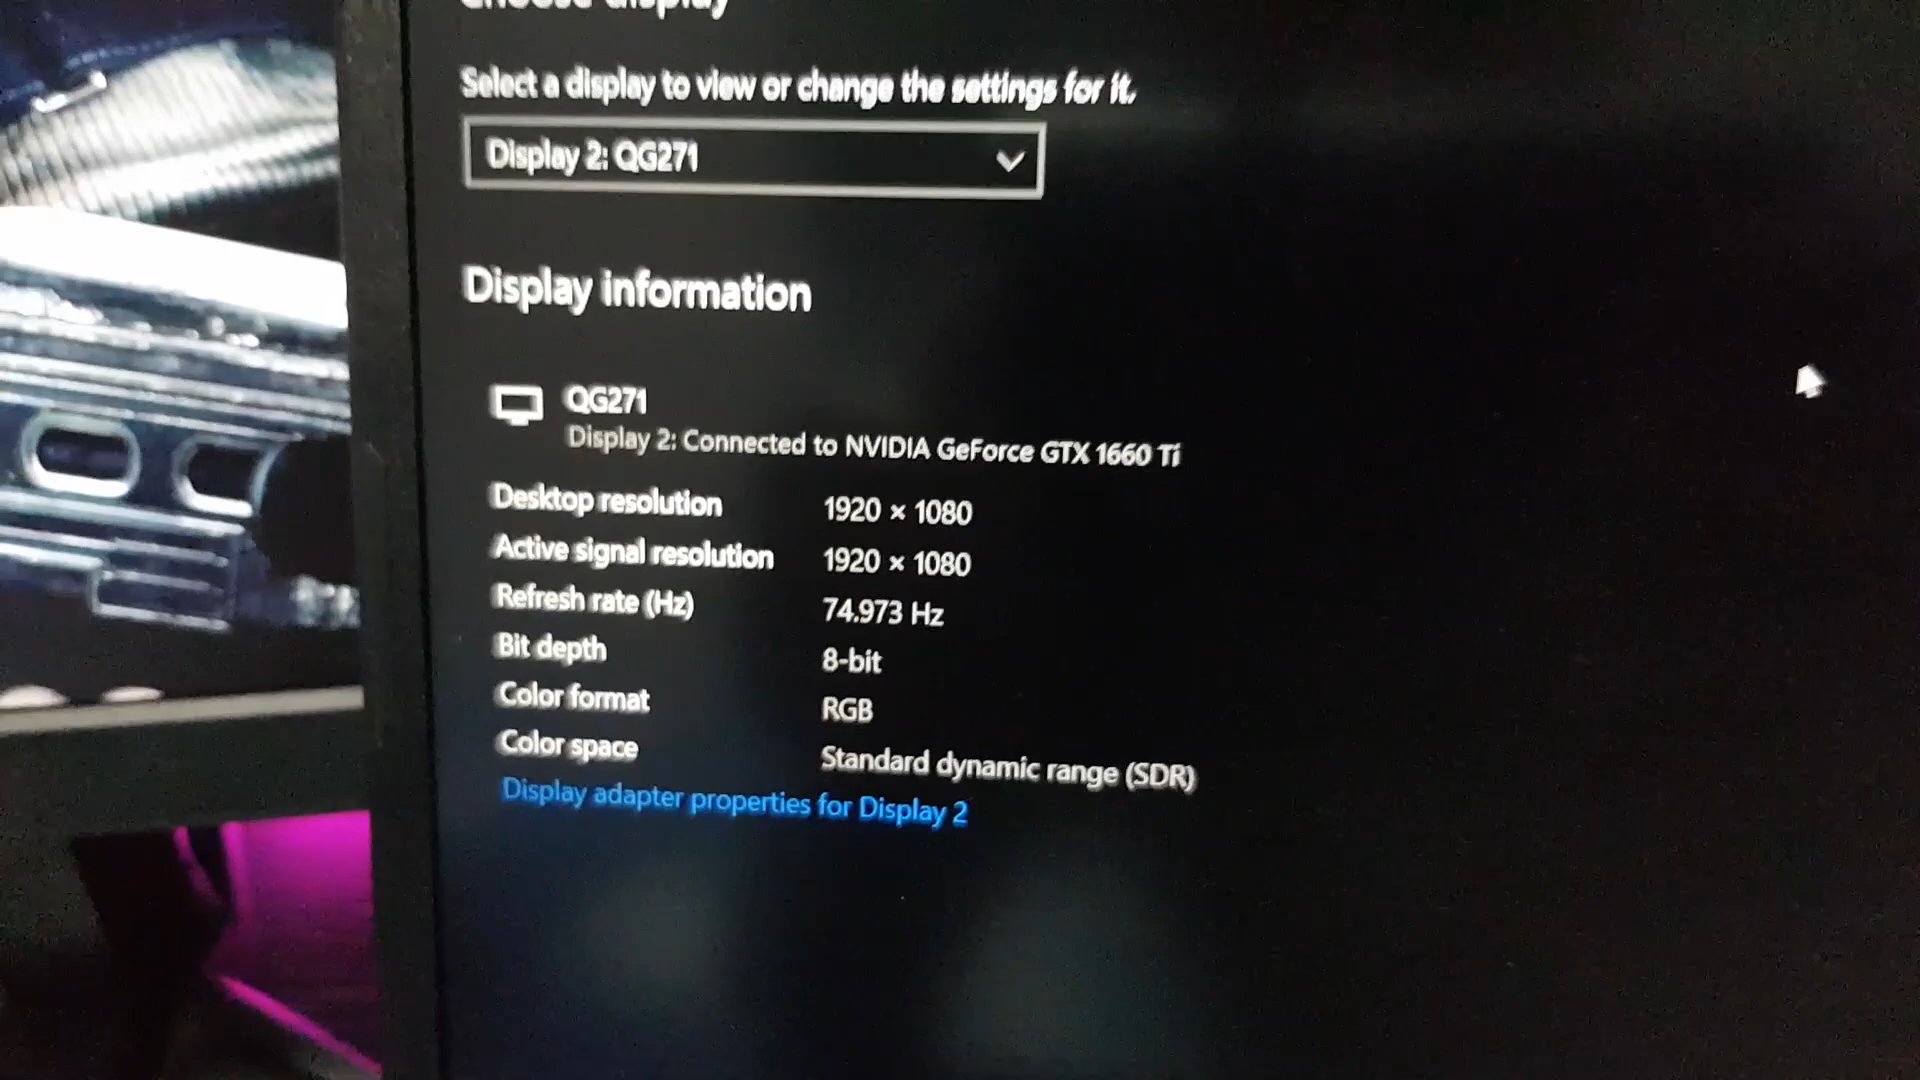 Choose display
Select a display to view or change the settings for it.
Display 2: QG271
Display information
QG271
Display 2: Connected to NVIDIA GeForce GTX 1660 Ti
Desktop resolution 1920 × 1080
Active signal resolution 1920 × 1080
Refresh rate (Hz) 74.973 Hz
Bit depth 8-bit
Color format RGB
Color space Standard dynamic range (SDR)
Display adapter properties for Display 2